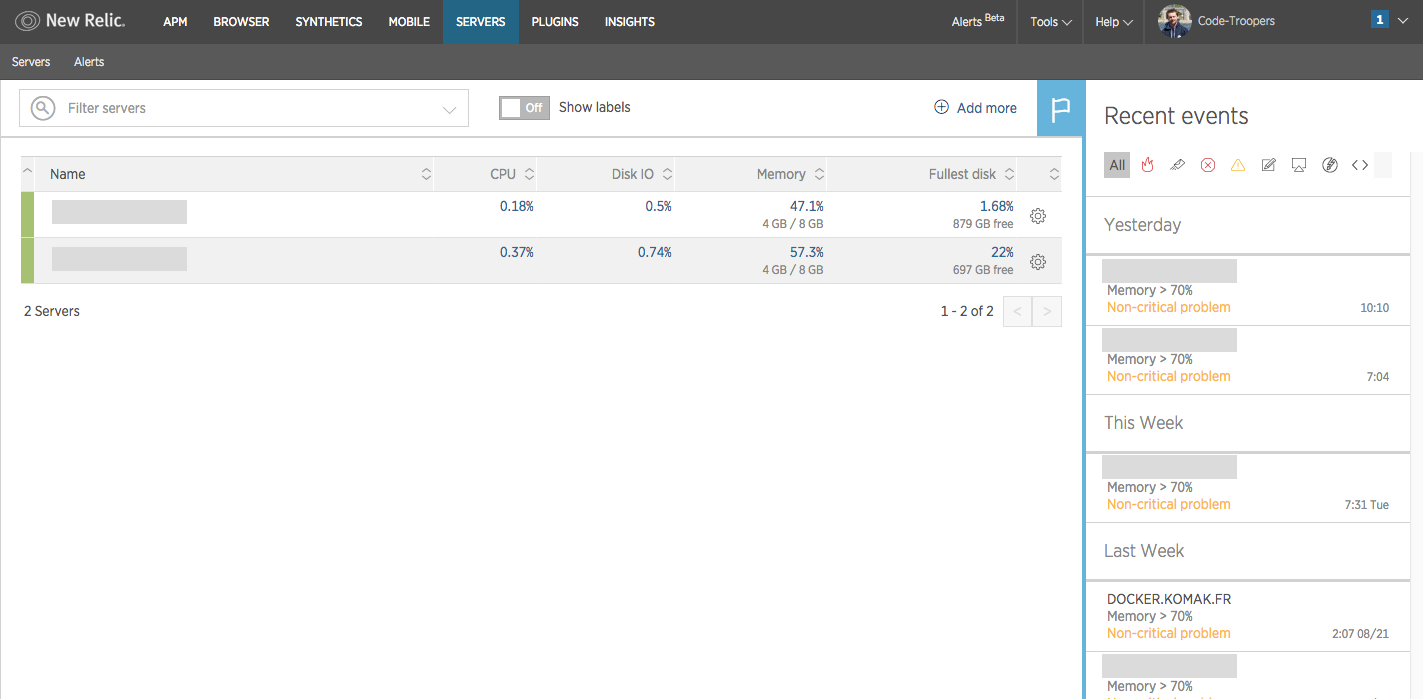 New Relic.
APM BROWSER SYNTHETICS MOBILE SERVERS PLUGINS INSIGHTS
Alerts Beta Tools Help Code-Troopers 1
Servers Alerts
Filter servers
Off Show labels
Add more
Name CPU Disk IO Memory Fullest disk
0.18% 0.5% 47.1% 1.68%
4 GB / 8 GB 879 GB free
0.37% 0.74% 57.3% 22%
4 GB / 8 GB 697 GB free
2 Servers 1 - 2 of 2 < >
Recent events
All
Yesterday
Memory > 70%
Non-critical problem 10:10
Memory > 70%
Non-critical problem 7:04
This Week
Memory > 70%
Non-critical problem 7:31 Tue
Last Week
DOCKER.KOMAK.FR
Memory > 70%
Non-critical problem 2:07 08/21
Memory > 70%